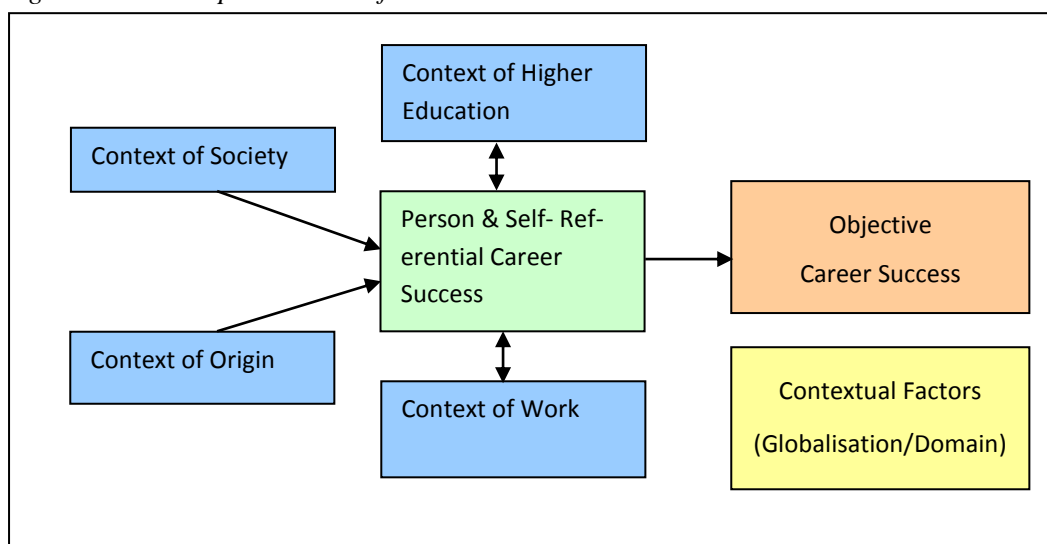 Context of Higher
Education
Context of Society
Person & Self- Ref-
erential Career
Success
Objective
Career Success
Context of Origin
Context of Work
Contextual Factors
(Globalisation/Domain)